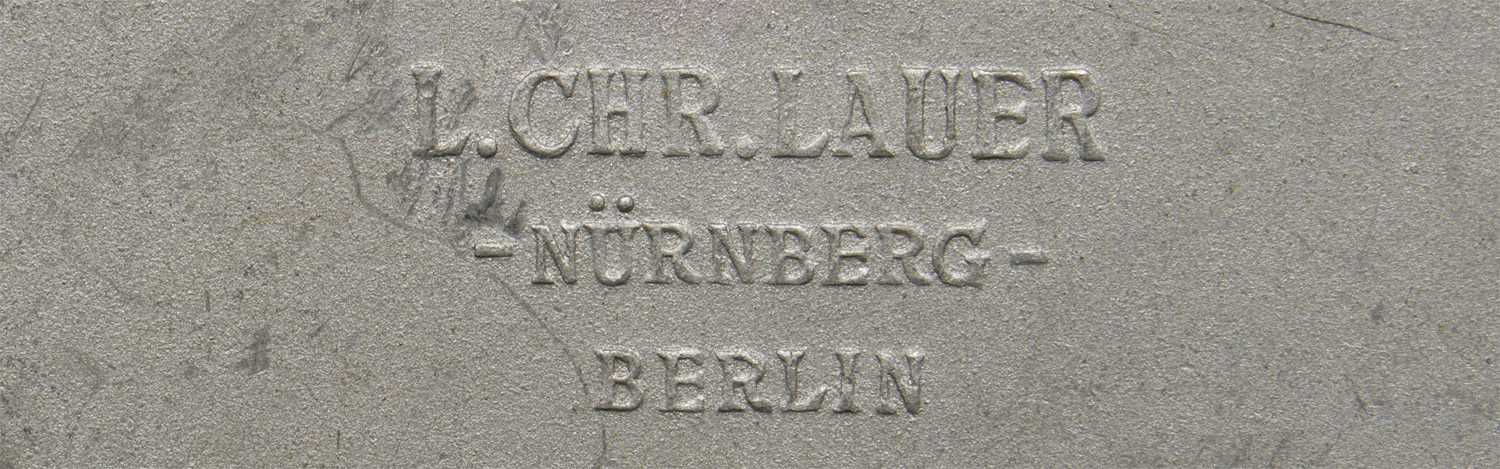 L. CHR. LAUER
- NÜRNBERG -
BERLIN